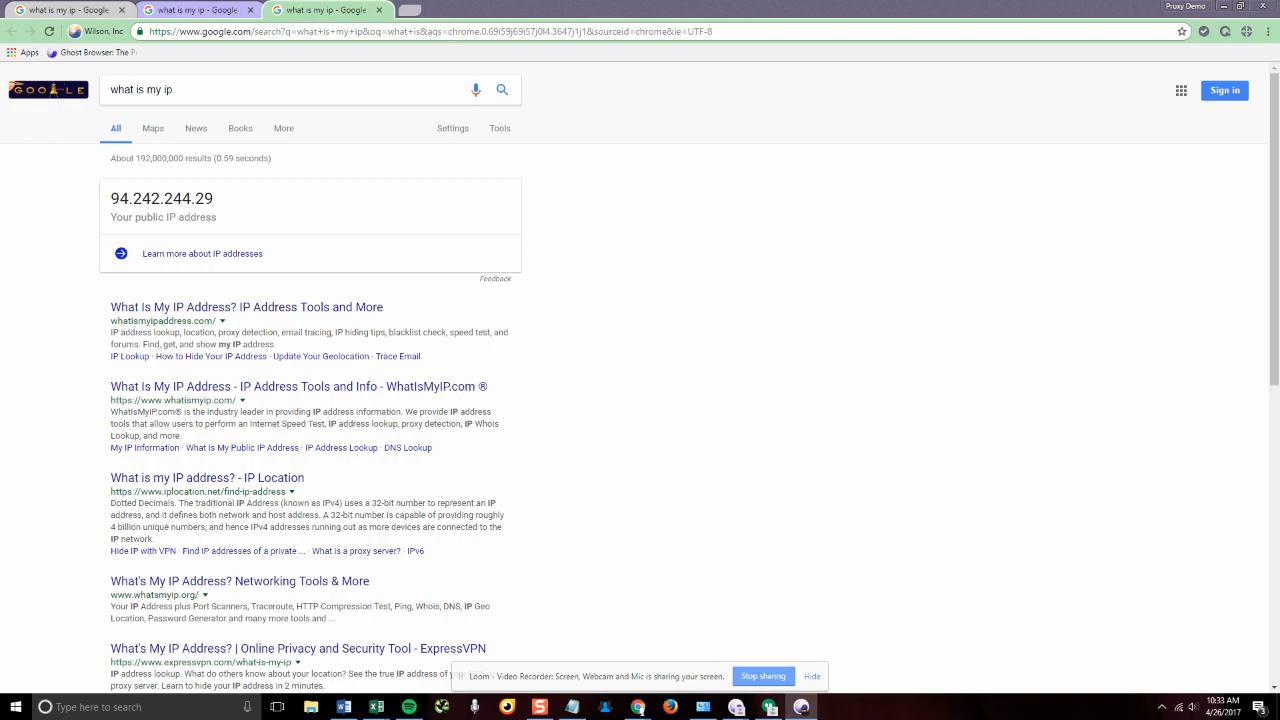 what is my ip - Google
what is my ip - Google
what is my ip - Google
Proxy Demo
Wilson, Inc
https://www.google.com/search?q=what+is+my+ip&oq=what+is&aqs=chrome.0.69i59j69i57j0l4.3647j1j1&sourceid=chrome&ie=UTF-8
Apps
Ghost Browser: The P
GOO LE
what is my ip
Sign in
All Maps News Books More Settings Tools
About 192,000,000 results (0.59 seconds)
94.242.244.29
Your public IP address
Learn more about IP addresses
Feedback
What Is My IP Address? IP Address Tools and More
whatismyipaddress.com/
IP address lookup, location, proxy detection, email tracing, IP hiding tips, blacklist check, speed test, and
forums. Find, get, and show my IP address.
IP Lookup · How to Hide Your IP Address · Update Your Geolocation · Trace Email
What Is My IP Address - IP Address Tools and Info - WhatIsMyIP.com ®
https://www.whatismyip.com/
WhatIsMyIP.com® is the industry leader in providing IP address information. We provide IP address
tools that allow users to perform an Internet Speed Test, IP address lookup, proxy detection, IP Whois
Lookup, and more.
My IP Information · What Is My Public IP Address · IP Address Lookup · DNS Lookup
What is my IP address? - IP Location
https://www.iplocation.net/find-ip-address
Dotted Decimals. The traditional IP Address (known as IPv4) uses a 32-bit number to represent an IP
address, and it defines both network and host address. A 32-bit number is capable of providing roughly
4 billion unique numbers, and hence IPv4 addresses running out as more devices are connected to the
IP network.
Hide IP with VPN · Find IP addresses of a private ... · What is a proxy server? · IPv6
What's My IP Address? Networking Tools & More
www.whatsmyip.org/
Your IP Address plus Port Scanners, Traceroute, HTTP Compression Test, Ping, Whois, DNS, IP Geo
Location, Password Generator and many more tools and ...
What's My IP Address? | Online Privacy and Security Tool - ExpressVPN
https://www.expressvpn.com/what-is-my-ip
IP address lookup. What do others know about your location? See the true IP address of
proxy server. Learn to hide your IP address in 2 minutes.
Loom - Video Recorder: Screen, Webcam and Mic is sharing your screen.
Stop sharing
Hide
Type here to search
10:33 AM
4/26/2017